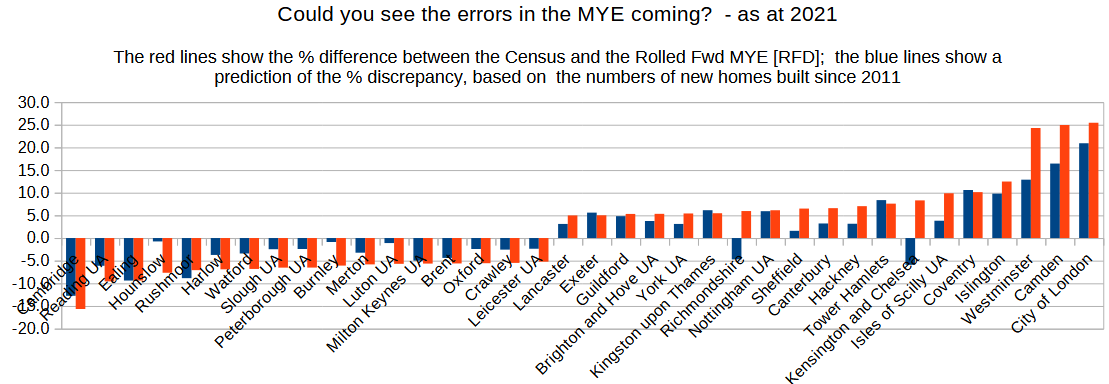 Could you see the errors in the MYE coming?  - as at 2021
The red lines show the % difference between the Census and the Rolled Fwd MYE [RFD];  the blue lines show a
prediction of the % discrepancy, based on  the numbers of new homes built since 2011
30.0
25.0
20.0
15.0
10.0
5.0
0.0
-5.0
-10.0
-15.0
-20.0
Cambridge
Reading UA
Ealing
Hounslow
Rushmoor
Harlow
Watford
Slough UA
Peterborough UA
Burnley
Merton
Luton UA
Milton Keynes UA
Brent
Oxford
Crawley
Leicester UA
Lancaster
Exeter
Guildford
Brighton and Hove UA
York UA
Kingston upon Thames
Richmondshire
Nottingham UA
Sheffield
Canterbury
Hackney
Tower Hamlets
Kensington and Chelsea
Isles of Scilly UA
Coventry
Islington
Westminster
Camden
City of London